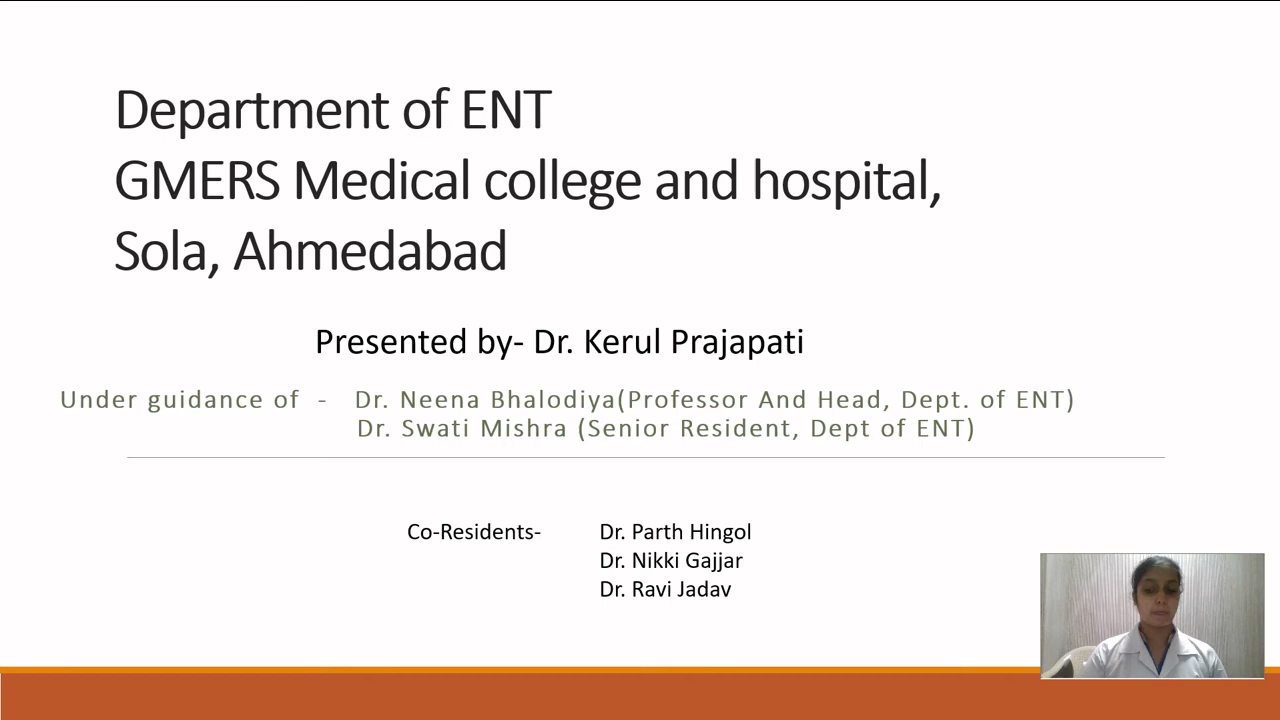 Department of ENT
GMERS Medical college and hospital,
Sola, Ahmedabad
Presented by- Dr. Kerul Prajapati
Under guidance of - Dr. Neena Bhalodiya(Professor And Head, Dept. of ENT)
Dr. Swati Mishra (Senior Resident, Dept of ENT)
Co-Residents- Dr. Parth Hingol
Dr. Nikki Gajjar
Dr. Ravi Jadav